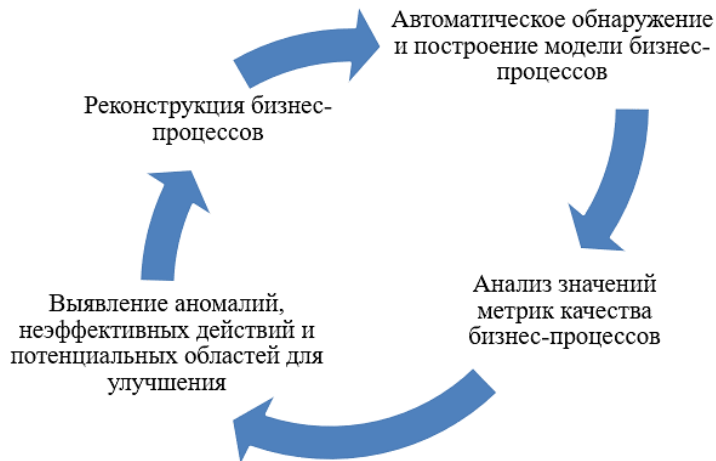 Автоматическое обнаружение
и построение модели бизнес-
процессов
Реконструкция бизнес-
процессов
Анализ значений
метрик качества
бизнес-процессов
Выявление аномалий,
неэффективных действий и
потенциальных областей для
улучшения